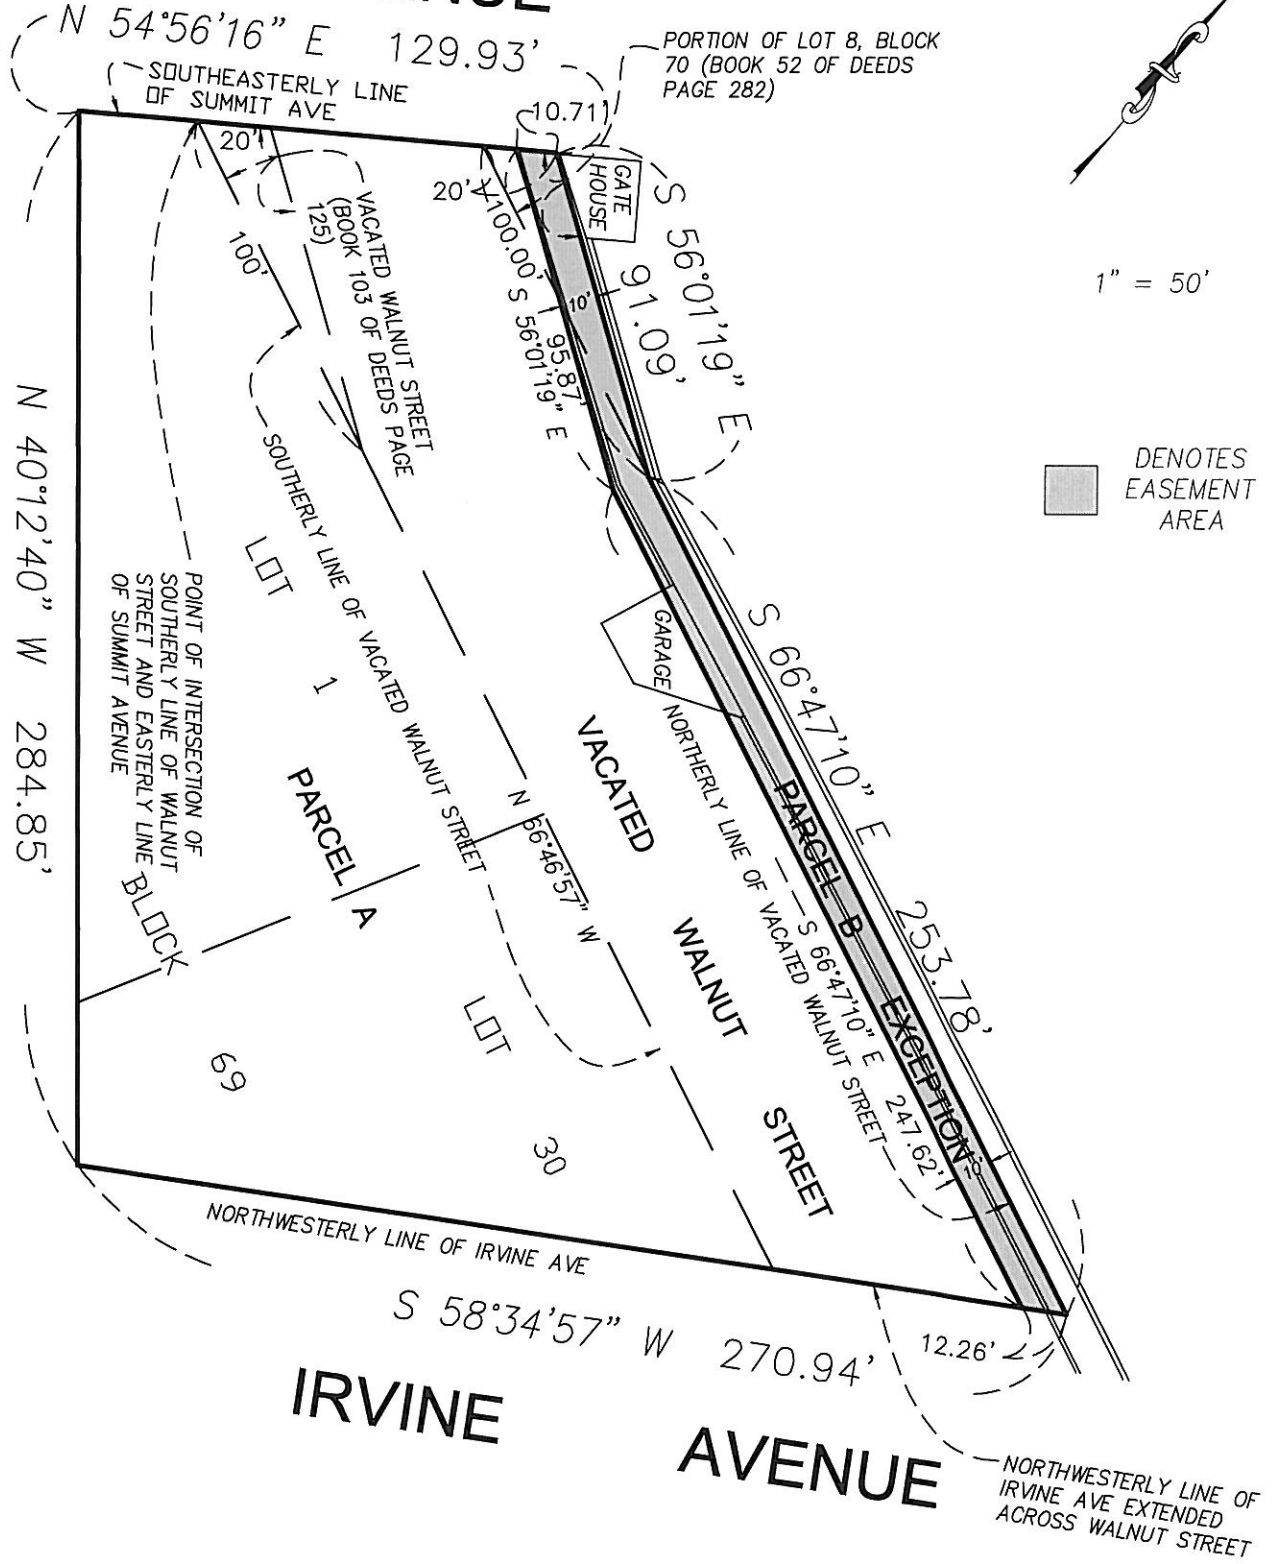 N 54°56'16" E 129.93'
SOUTHEASTERLY LINE
OF SUMMIT AVE
PORTION OF LOT 8, BLOCK
70 (BOOK 52 OF DEEDS
PAGE 282)
10.71'
20'
20'
GATE
HOUSE
S 56°01'19" E
91.09'
1" = 50'
VACATED WALNUT STREET
(BOOK 103 OF DEEDS PAGE
125)
100'
100.00'
S 56°01'19" E
95.87'
10'
DENOTES
EASEMENT
AREA
N 40°12'40" W 284.85'
SOUTHERLY LINE OF VACATED WALNUT STREET
LOT
1
POINT OF INTERSECTION OF
SOUTHERLY LINE OF WALNUT
STREET AND EASTERLY LINE
OF SUMMIT AVENUE
GARAGE
S 66°47'10" E 253.78'
NORTHERLY LINE OF VACATED WALNUT STREET
VACATED
WALNUT
STREET
PARCEL A
PARCEL B EXCEPTION
N 66°46'57" W
S 66°47'10" E 247.62'
10'
BLOCK
69
LOT
30
NORTHWESTERLY LINE OF IRVINE AVE
S 58°34'57" W 270.94'
12.26'
IRVINE AVENUE
NORTHWESTERLY LINE OF
IRVINE AVE EXTENDED
ACROSS WALNUT STREET